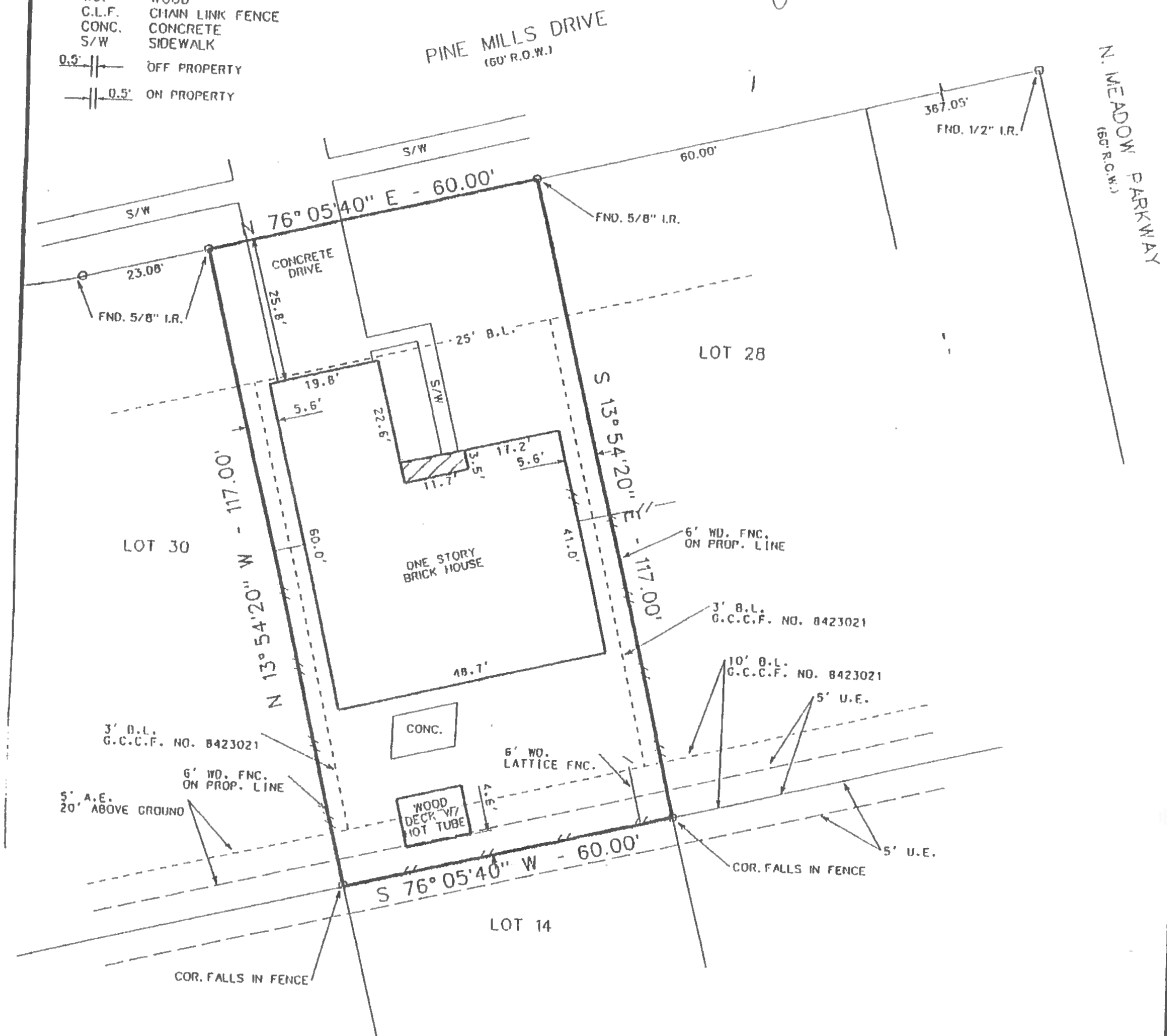 WOOD
C.L.F. CHAIN LINK FENCE
CONC. CONCRETE
S/W SIDEWALK
0.5' OFF PROPERTY
0.5' ON PROPERTY
PINE MILLS DRIVE
(60' R.O.W.)
N. MEADOW PARKWAY
(60' R.O.W.)
367.05'
FND. 1/2" I.R.
60.00'
S/W
S/W
N 76° 05'40" E - 60.00'
FND. 5/8" I.R.
CONCRETE
DRIVE
23.08'
FND. 5/8" I.R.
25.8'
25' B.L.
LOT 28
19.8'
5.6'
22.6'
S/W
17.2'
3.5'
5.6'
11.7'
S 13° 54'20" E - 117.00'
N 13° 54'20" W - 117.00'
LOT 30
60.0'
ONE STORY
BRICK HOUSE
41.0'
6' WD. FNC.
ON PROP. LINE
3' B.L.
G.C.C.F. NO. 8423021
48.7'
10' B.L.
G.C.C.F. NO. 8423021
5' U.E.
CONC.
3' B.L.
G.C.C.F. NO. 8423021
6' WD.
LATTICE FNC.
6' WD. FNC.
ON PROP. LINE
5' A.E.
20' ABOVE GROUND
WOOD
DECK W/
HOT TUBE
4.6'
5' U.E.
COR. FALLS IN FENCE
S 76° 05'40" W - 60.00'
LOT 14
COR. FALLS IN FENCE